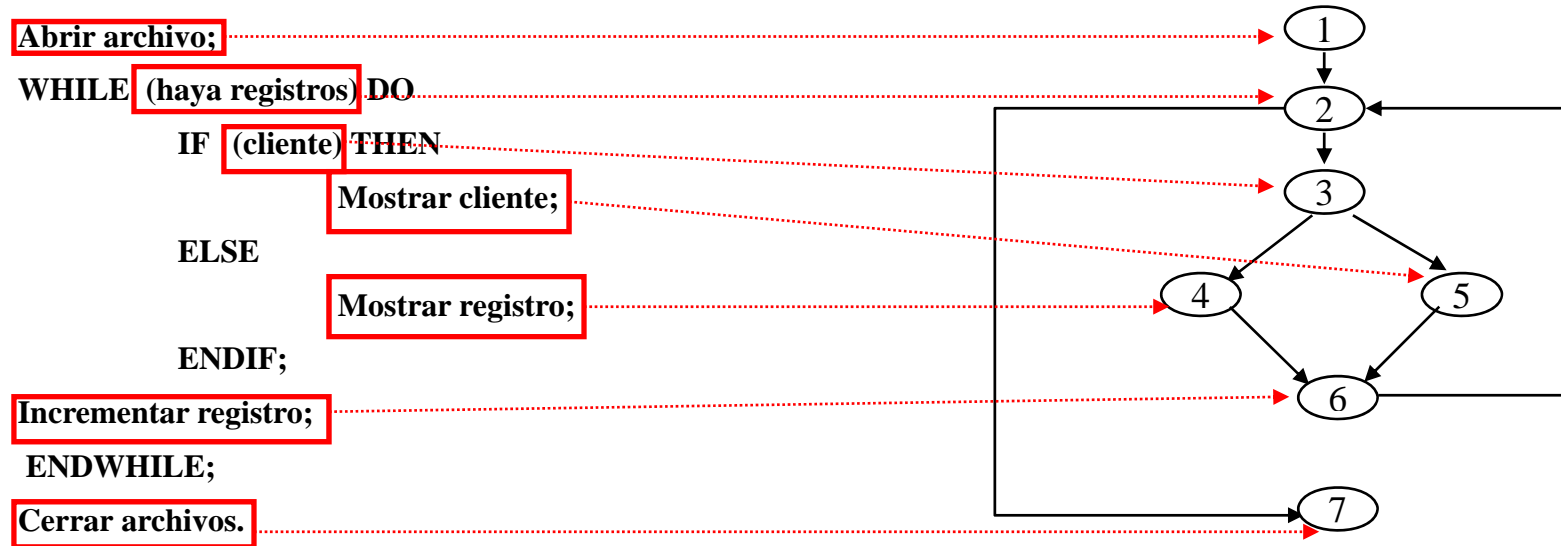 Abrir archivo;
1
WHILE (haya registros) DO
2
IF (cliente) THEN
3
Mostrar cliente;
ELSE
4
5
Mostrar registro;
ENDIF;
6
Incrementar registro;
ENDWHILE;
7
Cerrar archivos.